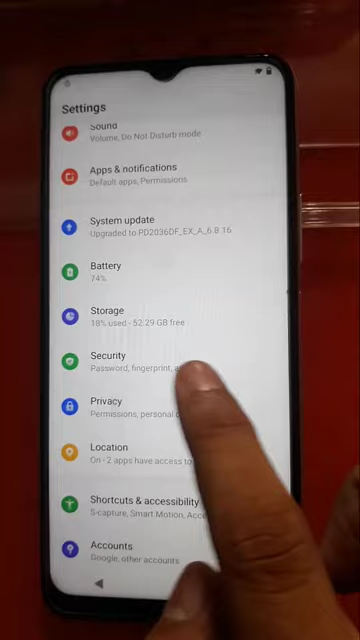 Settings
Sound
Volume, Do Not Disturb mode
Apps & notifications
Default apps, Permissions
System update
Upgraded to PD2036DF_EX_A_6.8.16
Battery
74%
Storage
18% used - 52.29 GB free
Security
Password, fingerprint,
Privacy
Permissions, personal
Location
On - 2 apps have access to
Shortcuts & accessibility
S-capture, Smart Motion,
Accounts
Google, other accounts